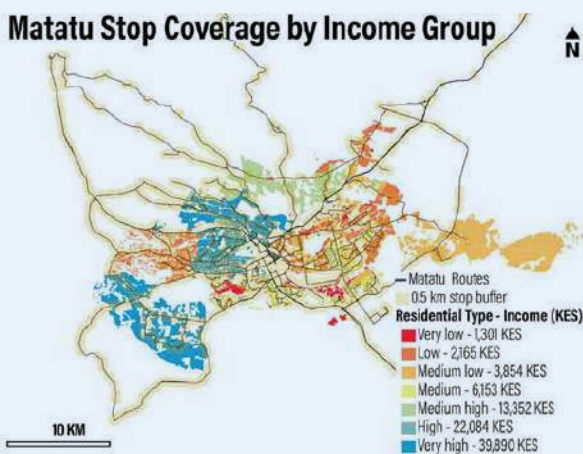 Matatu Stop Coverage by Income Group
N
Matatu Routes
0.5 km stop buffer
Residential Type - Income (KES)
Very low - 1,301 KES
Low - 2,165 KES
Medium low - 3,854 KES
Medium - 6,153 KES
Medium high - 13,352 KES
High - 22,084 KES
Very high - 39,890 KES
10 KM